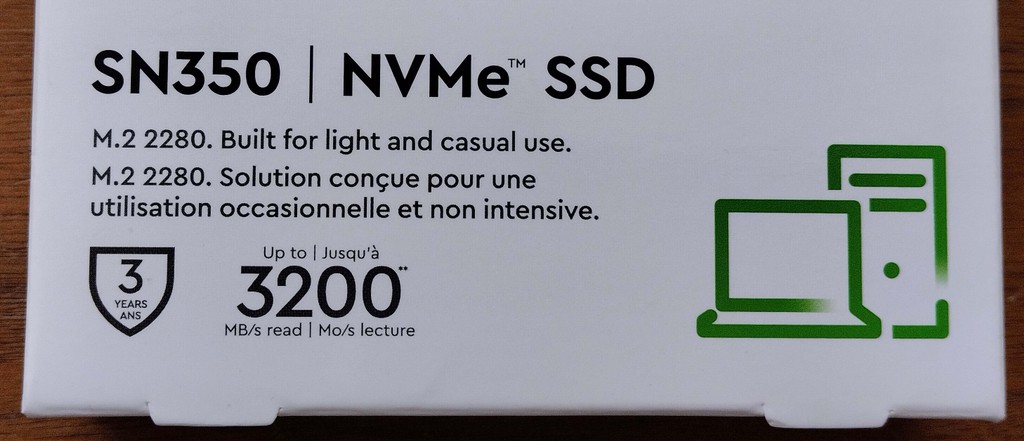 SN350 | NVMe™ SSD
M.2 2280. Built for light and casual use.
M.2 2280. Solution conçue pour une
utilisation occasionnelle et non intensive.
3
YEARS
ANS
Up to | Jusqu'à
3200**
MB/s read | Mo/s lecture